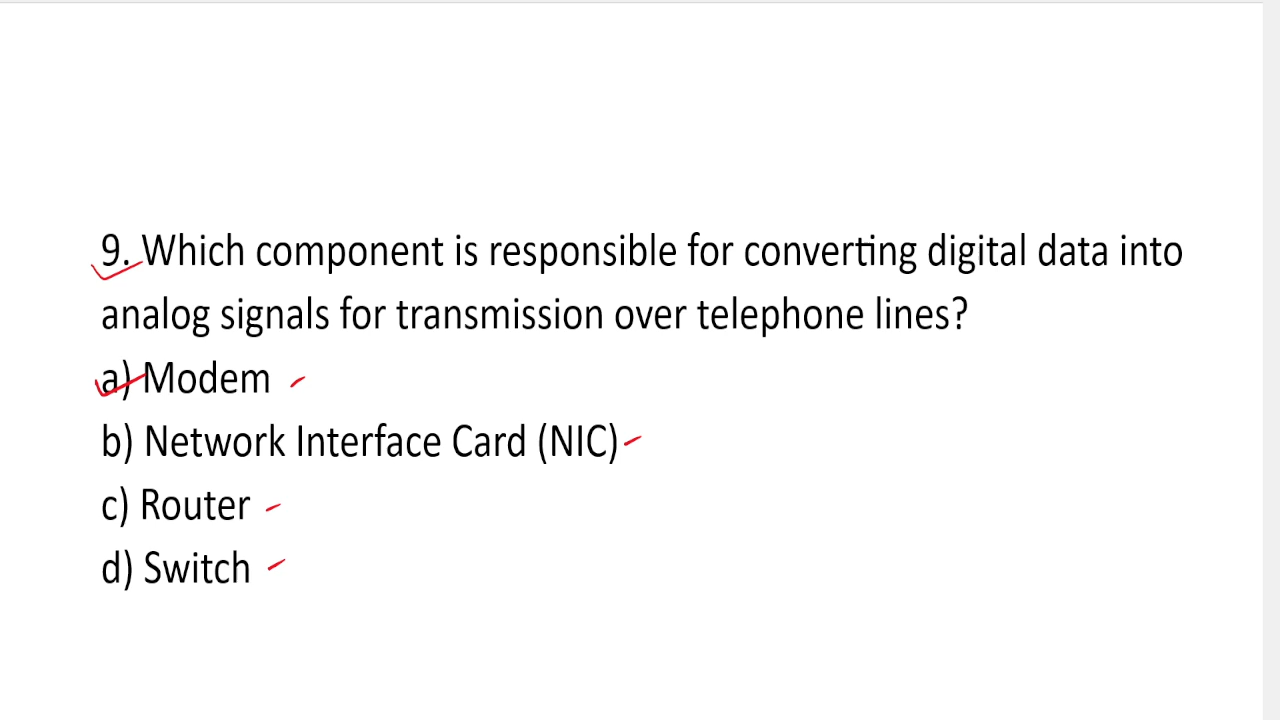 9. Which component is responsible for converting digital data into
analog signals for transmission over telephone lines?
a) Modem
b) Network Interface Card (NIC)
c) Router
d) Switch